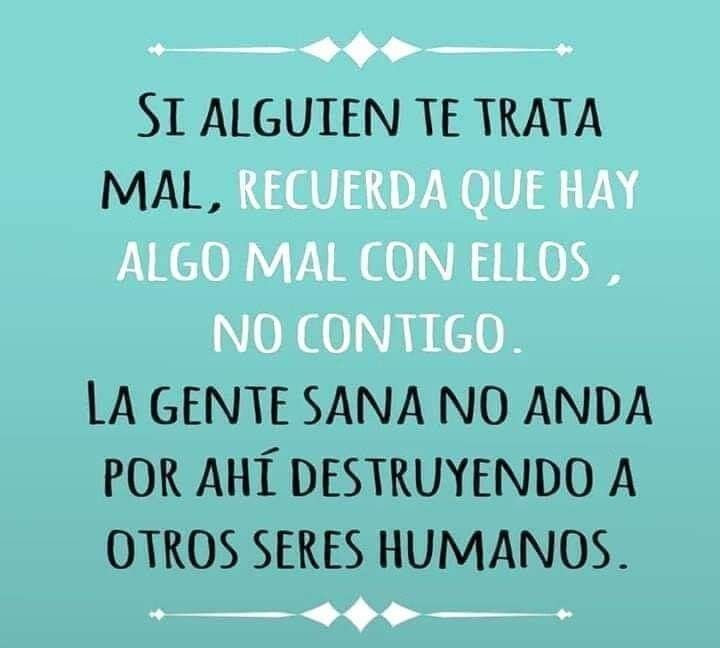 SI ALGUIEN TE TRATA
MAL, RECUERDA QUE HAY
ALGO MAL CON ELLOS ,
NO CONTIGO.
LA GENTE SANA NO ANDA
POR AHÍ DESTRUYENDO A
OTROS SERES HUMANOS.